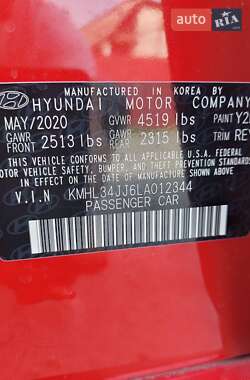 auto RIA
MANUFACTURED IN KOREA BY
HYUNDAI MOTOR COMPANY
MAY/2020 GVWR 4519 lbs PAINT Y2
GAWR FRONT 2513 lbs GAWR REAR 2315 lbs TRIM RE
THIS VEHICLE CONFORMS TO ALL APPLICABLE U.S.A. FEDERAL
MOTOR VEHICLE SAFETY, BUMPER, AND THEFT PREVENTION
STANDARDS IN EFFECT ON THE DATE OF MANUFACTURE SHOWN ABOVE
V.I.N KMHL34JJ6LA012344
PASSENGER CAR